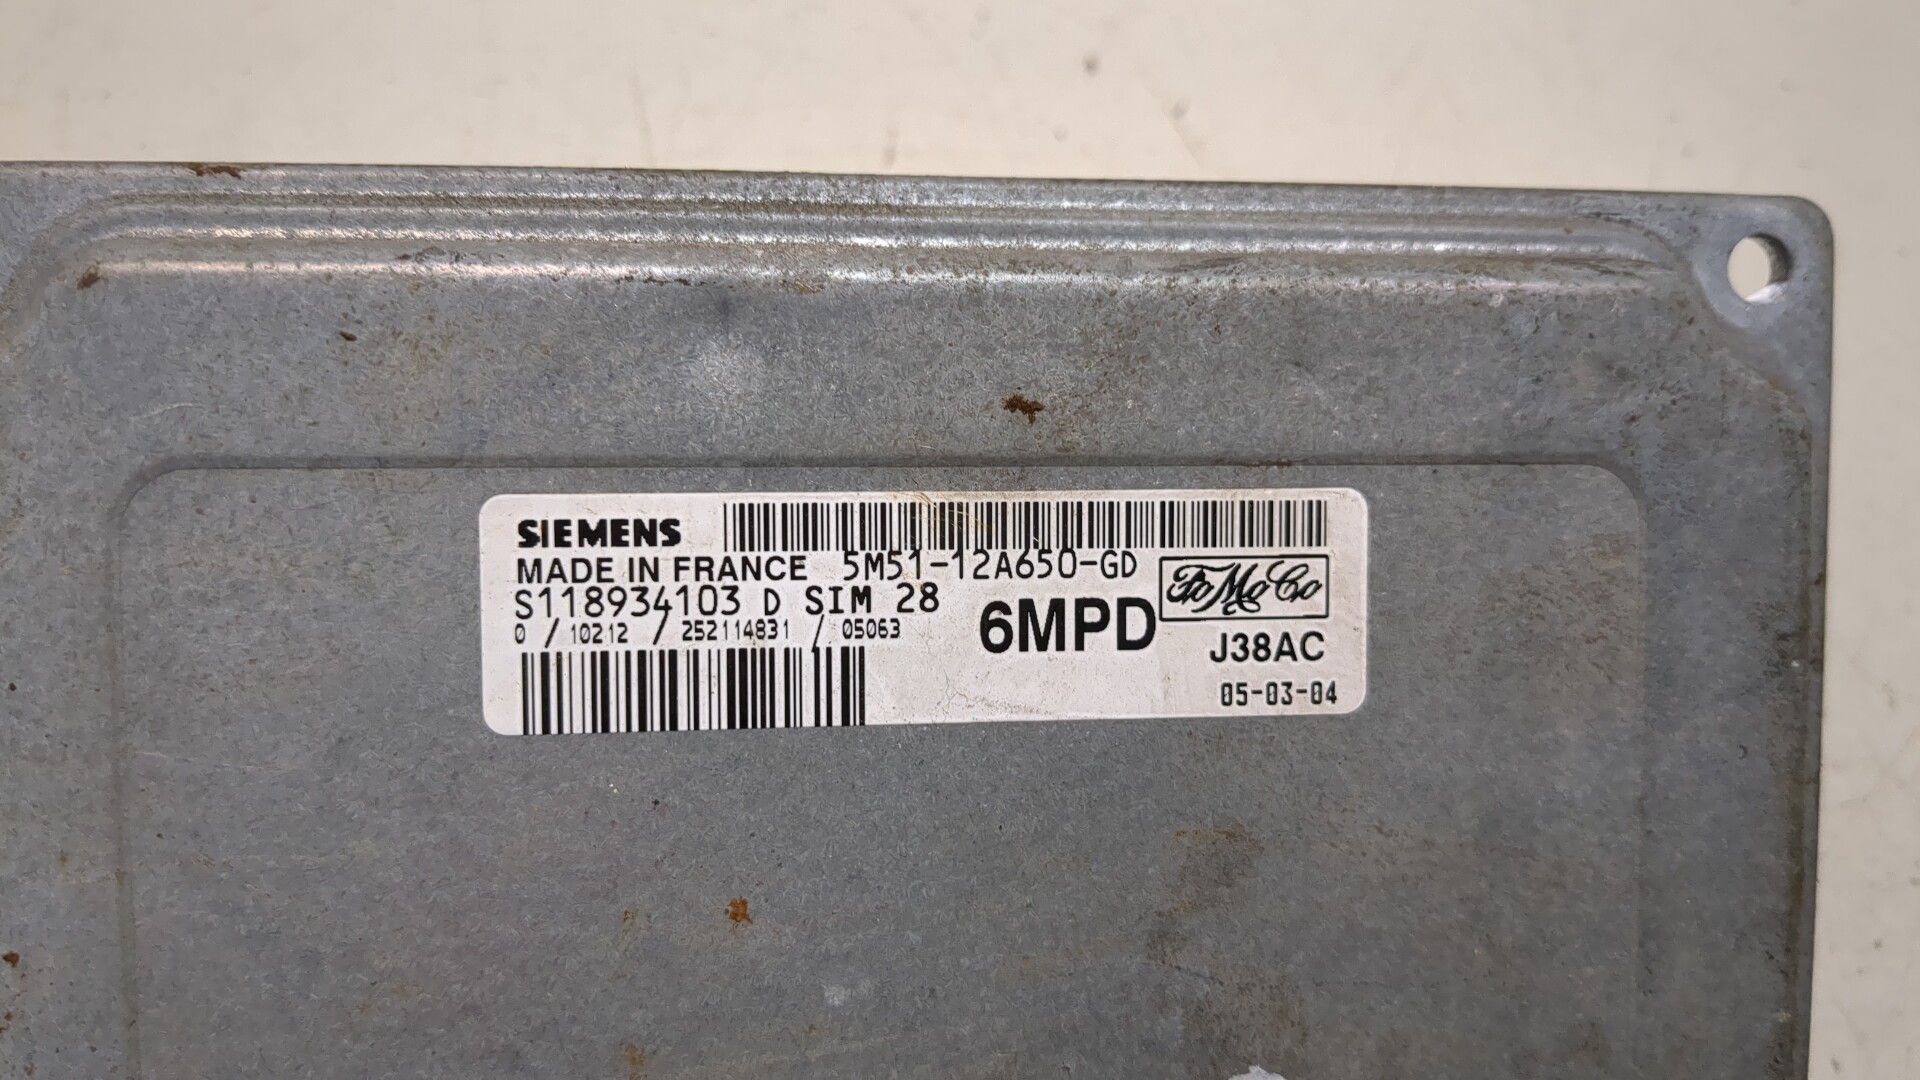 SIEMENS
MADE IN FRANCE 5M51-12A650-GD
FoMoCo
S118934103 D SIM 28
6MPD
0 / 10212 / 252114831 / 05063
J38AC
05-03-04